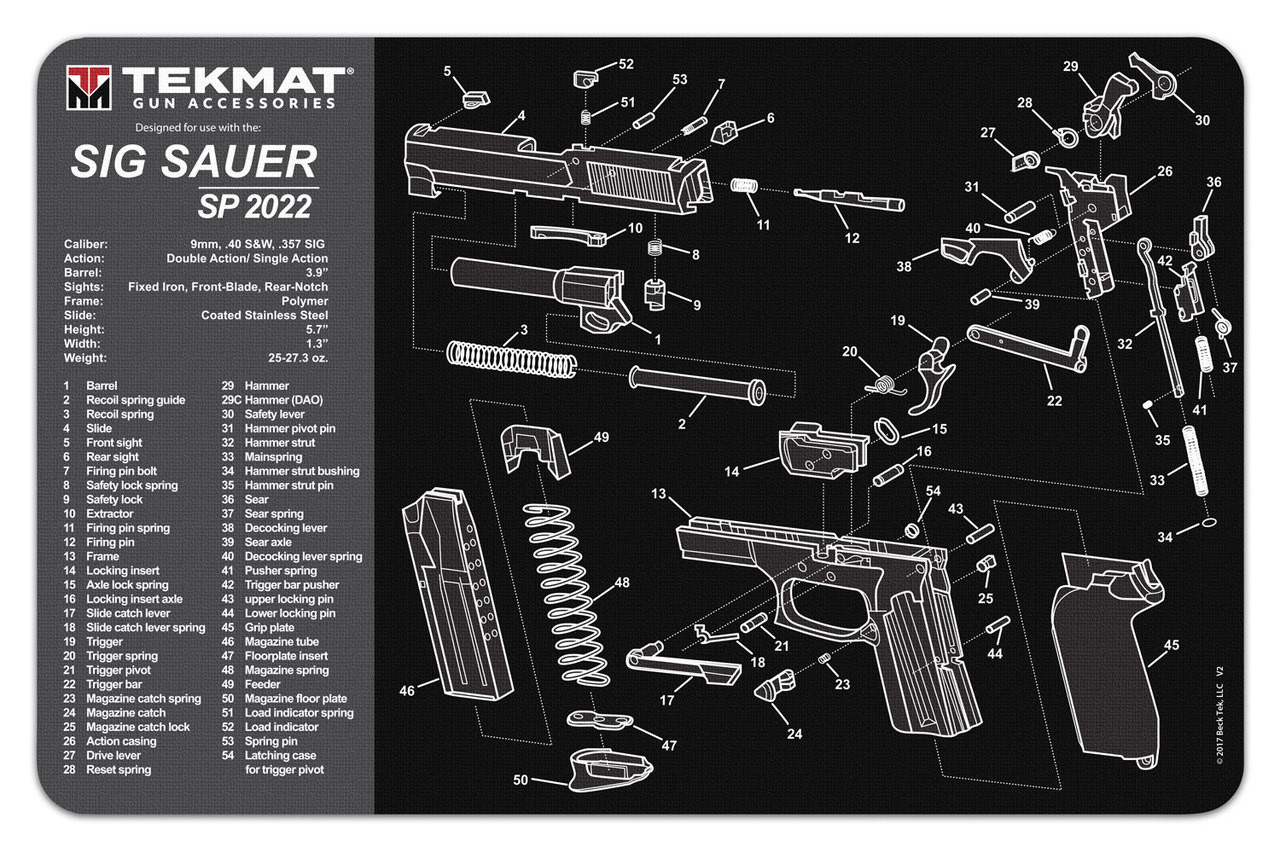 TEKMAT®
GUN ACCESSORIES
Designed for use with the:
SIG SAUER
SP 2022
Caliber: 9mm, .40 S&W, .357 SIG
Action: Double Action/ Single Action
Barrel: 3.9”
Sights: Fixed Iron, Front-Blade, Rear-Notch
Frame: Polymer
Slide: Coated Stainless Steel
Height: 5.7”
Width: 1.3”
Weight: 25-27.3 oz.
1 Barrel
2 Recoil spring guide
3 Recoil spring
4 Slide
5 Front sight
6 Rear sight
7 Firing pin bolt
8 Safety lock spring
9 Safety lock
10 Extractor
11 Firing pin spring
12 Firing pin
13 Frame
14 Locking insert
15 Axle lock spring
16 Locking insert axle
17 Slide catch lever
18 Slide catch lever spring
19 Trigger
20 Trigger spring
21 Trigger pivot
22 Trigger bar
23 Magazine catch spring
24 Magazine catch
25 Magazine catch lock
26 Action casing
27 Drive lever
28 Reset spring
29 Hammer
29C Hammer (DAO)
30 Safety lever
31 Hammer pivot pin
32 Hammer strut
33 Mainspring
34 Hammer strut bushing
35 Hammer strut pin
36 Sear
37 Sear spring
38 Decocking lever
39 Sear axle
40 Decocking lever spring
41 Pusher spring
42 Trigger bar pusher
43 upper locking pin
44 Lower locking pin
45 Grip plate
46 Magazine tube
47 Floorplate insert
48 Magazine spring
49 Feeder
50 Magazine floor plate
51 Load indicator spring
52 Load indicator
53 Spring pin
54 Latching case
for trigger pivot
5
52
53
7
4
51
6
11
12
10
8
9
1
3
2
29
30
28
27
26
36
31
40
38
42
39
19
32
37
20
22
41
35
15
14
16
33
34
49
13
54
43
48
25
21
18
44
45
46
17
23
24
47
50
© 2017 Beck Tek, LLC V2